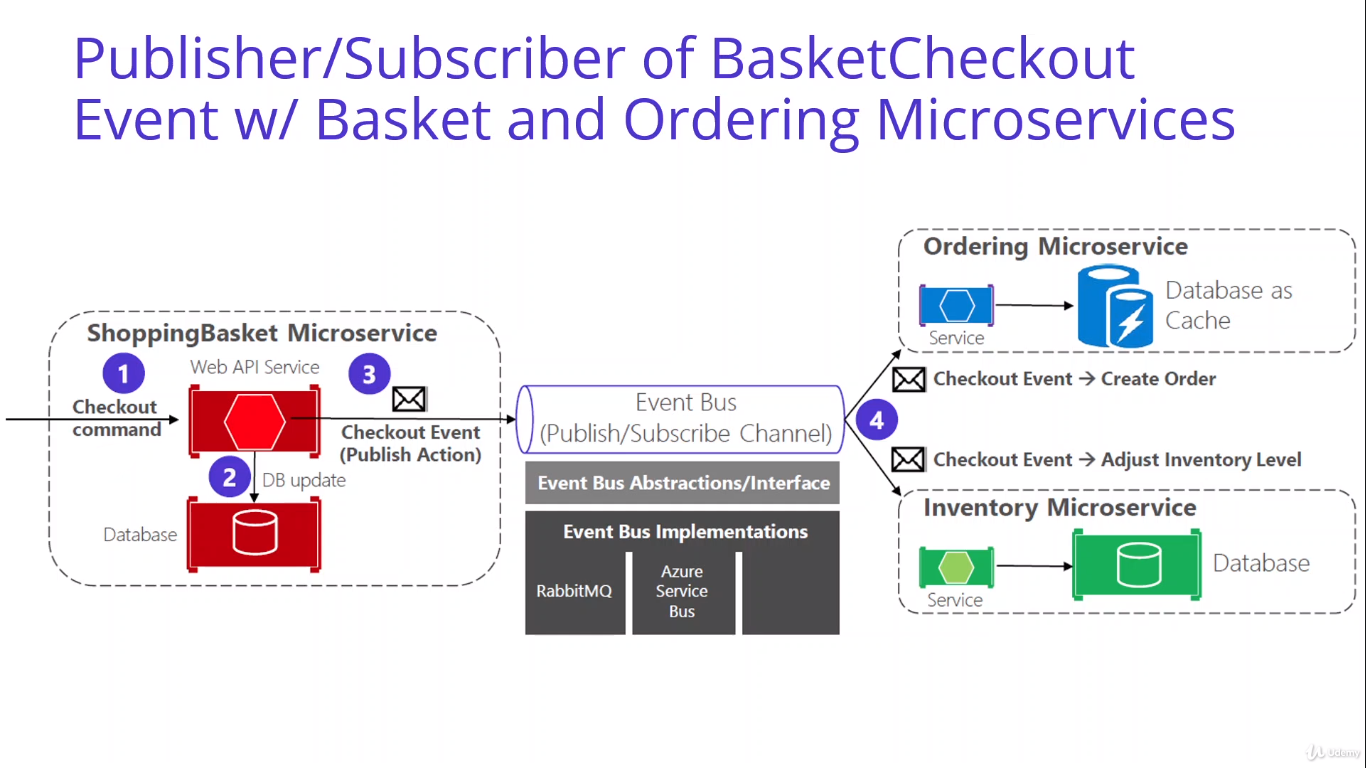 Publisher/Subscriber of BasketCheckout
Event w/ Basket and Ordering Microservices
ShoppingBasket Microservice
1
Checkout
command
Web API Service
3
Checkout Event
(Publish Action)
2
DB update
Database
Event Bus
(Publish/Subscribe Channel)
Event Bus Abstractions/Interface
Event Bus Implementations
RabbitMQ
Azure
Service
Bus
4
Ordering Microservice
Service
Database as
Cache
Checkout Event → Create Order
Checkout Event → Adjust Inventory Level
Inventory Microservice
Service
Database
Udemy